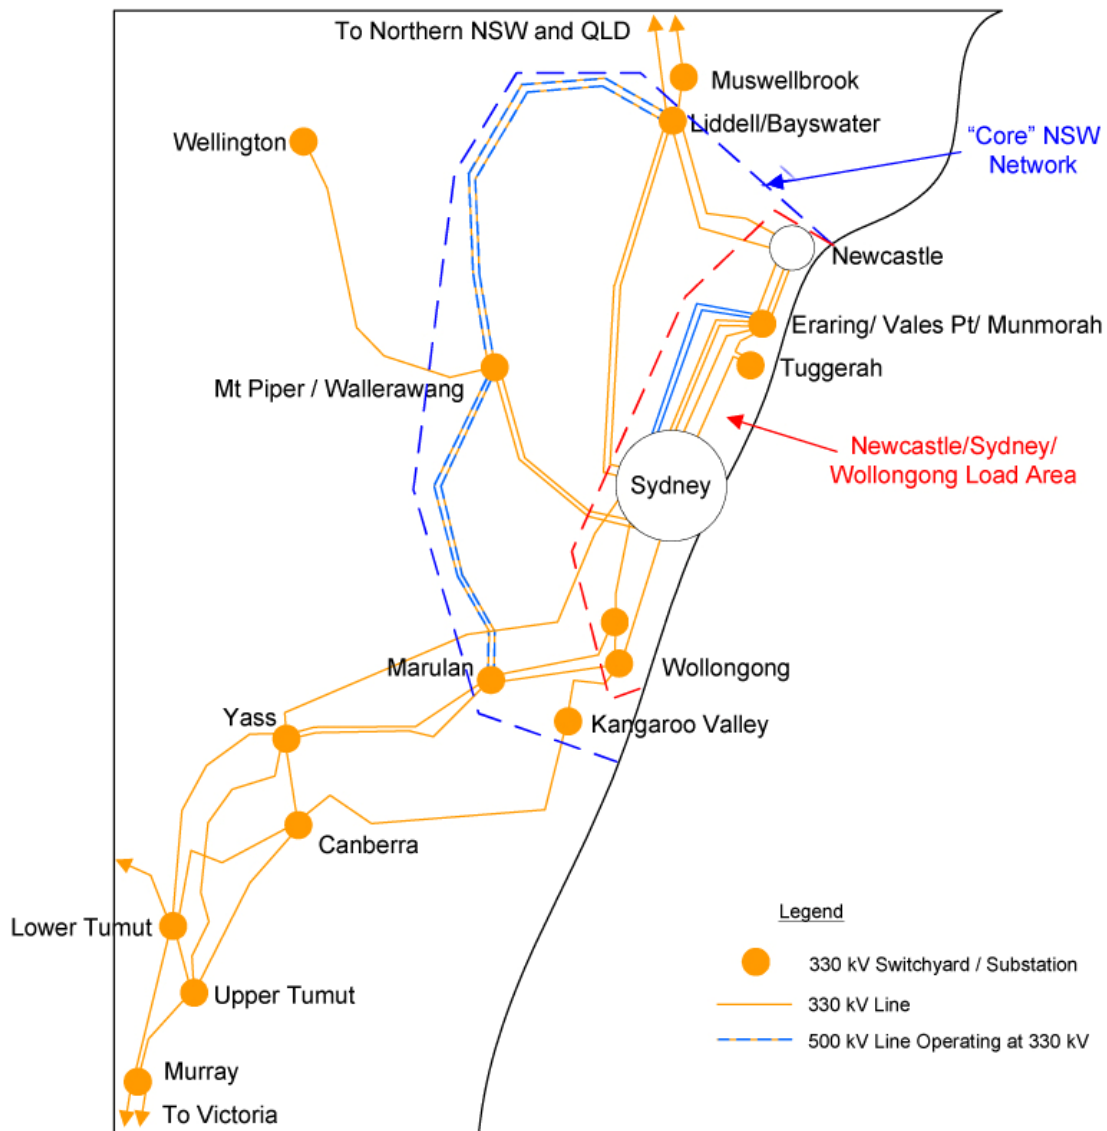 To Northern NSW and QLD
Muswellbrook
Liddell/Bayswater
Wellington
“Core” NSW
Network
Newcastle
Eraring/ Vales Pt/ Munmorah
Tuggerah
Mt Piper / Wallerawang
Newcastle/Sydney/
Wollongong Load Area
Sydney
Marulan
Wollongong
Yass
Kangaroo Valley
Canberra
Lower Tumut
Upper Tumut
Murray
To Victoria
Legend
330 kV Switchyard / Substation
330 kV Line
500 kV Line Operating at 330 kV